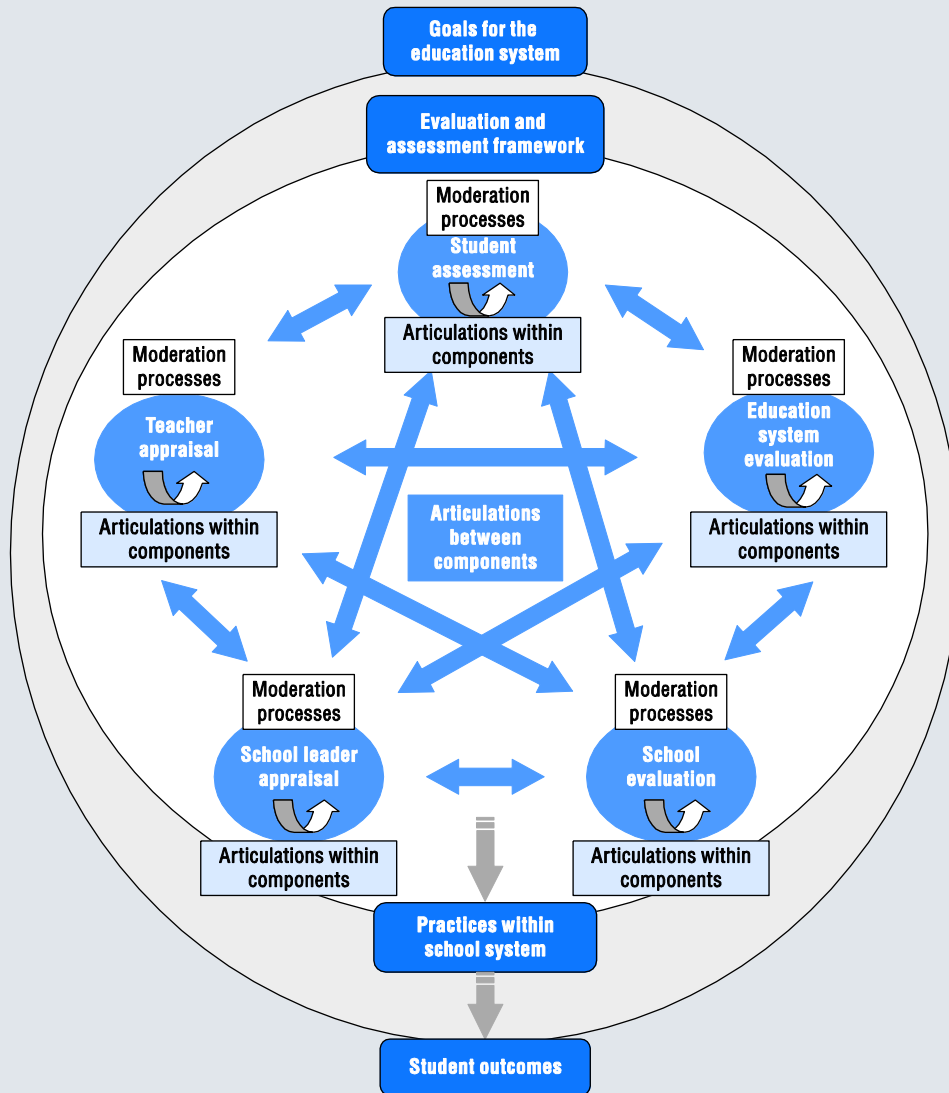 Goals for the
education system
Evaluation and
assessment framework
Moderation
processes
Student
assessment
Articulations within
components
Moderation
processes
Teacher
appraisal
Articulations within
components
Moderation
processes
Education
system
evaluation
Articulations within
components
Articulations
between
components
Moderation
processes
School leader
appraisal
Articulations within
components
Moderation
processes
School
evaluation
Articulations within
components
Practices within
school system
Student outcomes